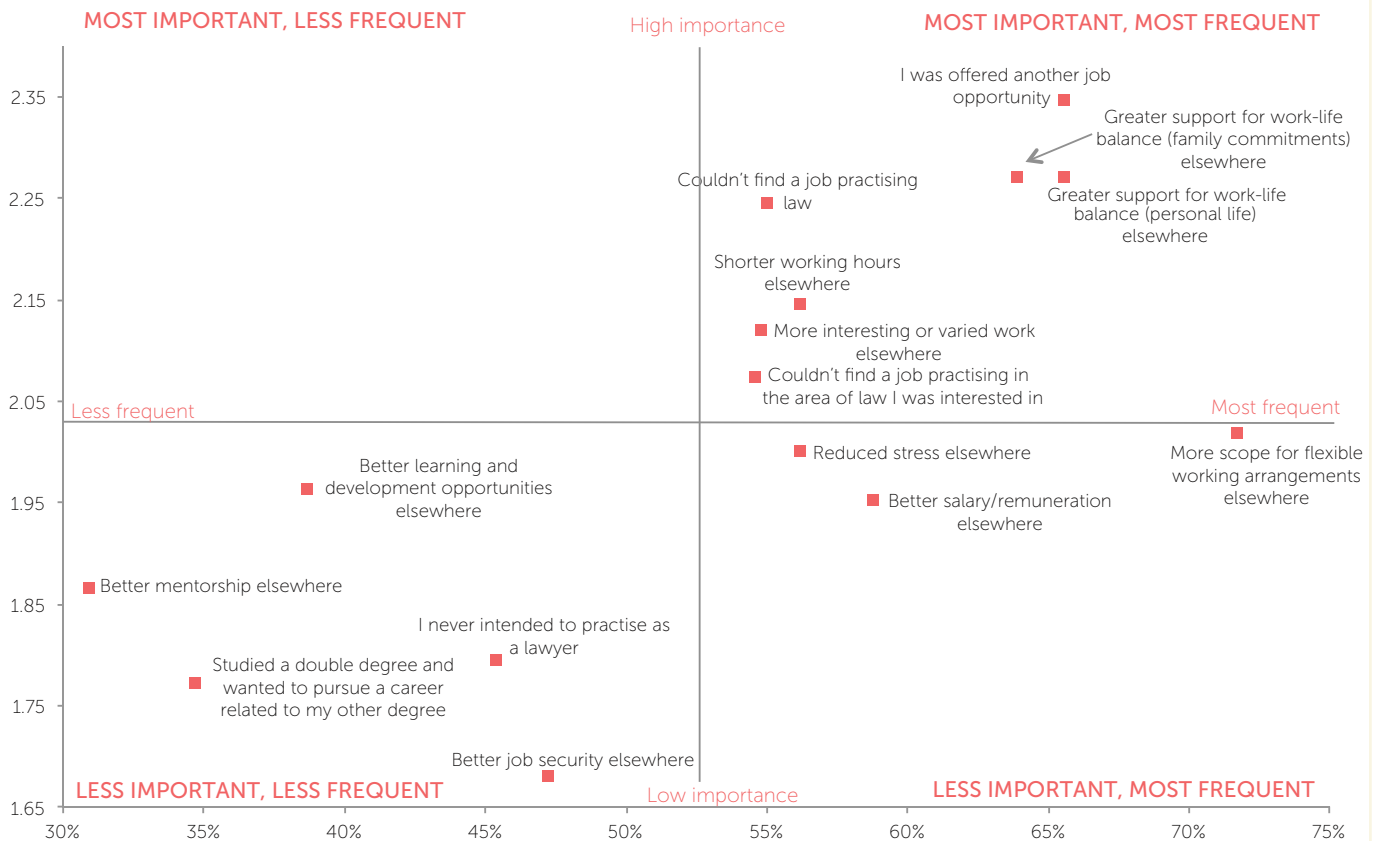 MOST IMPORTANT, LESS FREQUENT
High importance
MOST IMPORTANT, MOST FREQUENT
2.35
I was offered another job
opportunity
Greater support for work-life
balance (family commitments)
elsewhere
2.25
Couldn't find a job practising
law
Greater support for work-life
balance (personal life)
elsewhere
2.15
Shorter working hours
elsewhere
More interesting or varied work
elsewhere
Couldn't find a job practising in
the area of law I was interested in
2.05
Less frequent
Most frequent
Reduced stress elsewhere
More scope for flexible
working arrangements
elsewhere
Better learning and
development opportunities
elsewhere
1.95
Better salary/remuneration
elsewhere
Better mentorship elsewhere
1.85
I never intended to practise as
a lawyer
Studied a double degree and
wanted to pursue a career
related to my other degree
1.75
Better job security elsewhere
LESS IMPORTANT, LESS FREQUENT
Low importance
LESS IMPORTANT, MOST FREQUENT
1.65
30% 35% 40% 45% 50% 55% 60% 65% 70% 75%